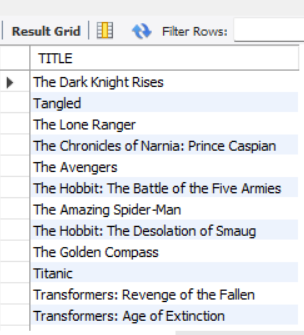 Result Grid Filter Rows:
TITLE
The Dark Knight Rises
Tangled
The Lone Ranger
The Chronicles of Narnia: Prince Caspian
The Avengers
The Hobbit: The Battle of the Five Armies
The Amazing Spider-Man
The Hobbit: The Desolation of Smaug
The Golden Compass
Titanic
Transformers: Revenge of the Fallen
Transformers: Age of Extinction